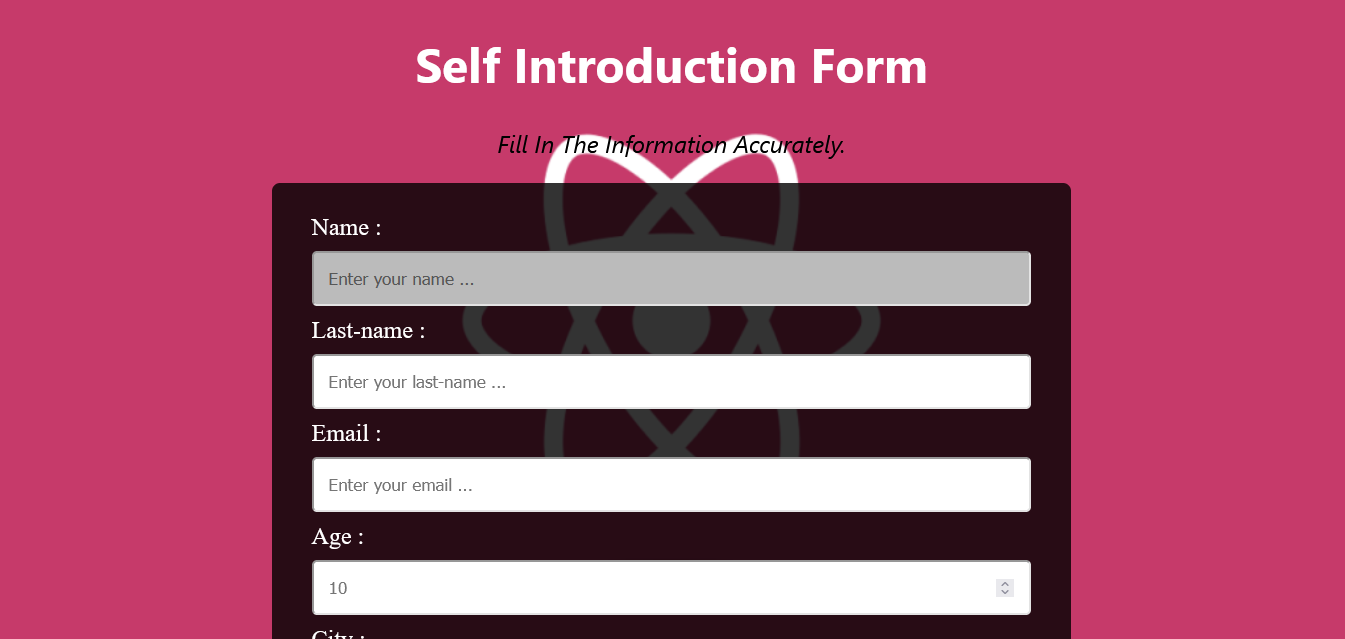 Self Introduction Form
Fill In The Information Accurately.
Name :
Enter your name ...
Last-name :
Enter your last-name ...
Email :
Enter your email ...
Age :
10
City :